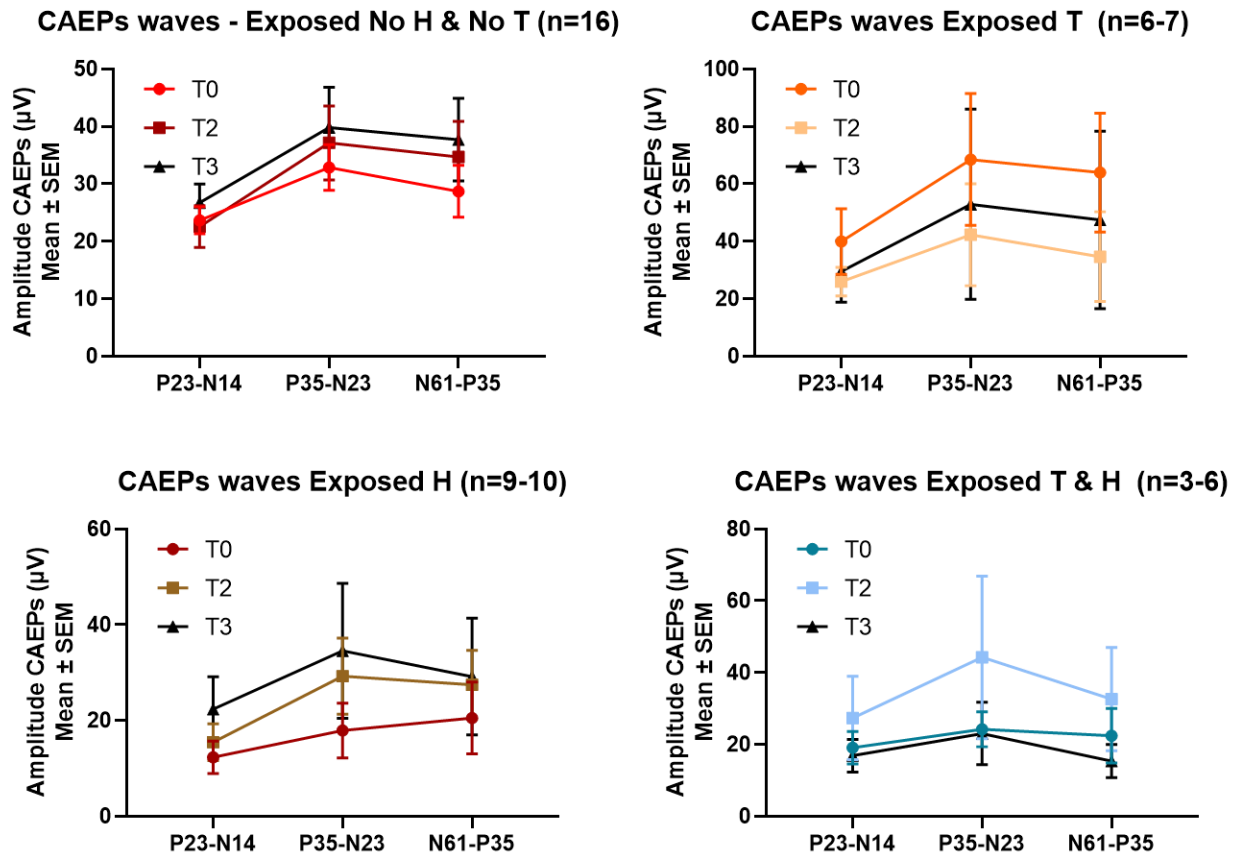 CAEPs waves - Exposed No H & No T (n=16)
Amplitude CAEPs (µV)
Mean ± SEM
50
40
30
20
10
0
T0
T2
T3
P23-N14
P35-N23
N61-P35
CAEPs waves Exposed T (n=6-7)
Amplitude CAEPs (µV)
Mean ± SEM
100
80
60
40
20
0
T0
T2
T3
P23-N14
P35-N23
N61-P35
CAEPs waves Exposed H (n=9-10)
Amplitude CAEPs (µV)
Mean ± SEM
60
40
20
0
T0
T2
T3
P23-N14
P35-N23
N61-P35
CAEPs waves Exposed T & H (n=3-6)
Amplitude CAEPs (µV)
Mean ± SEM
80
60
40
20
0
T0
T2
T3
P23-N14
P35-N23
N61-P35